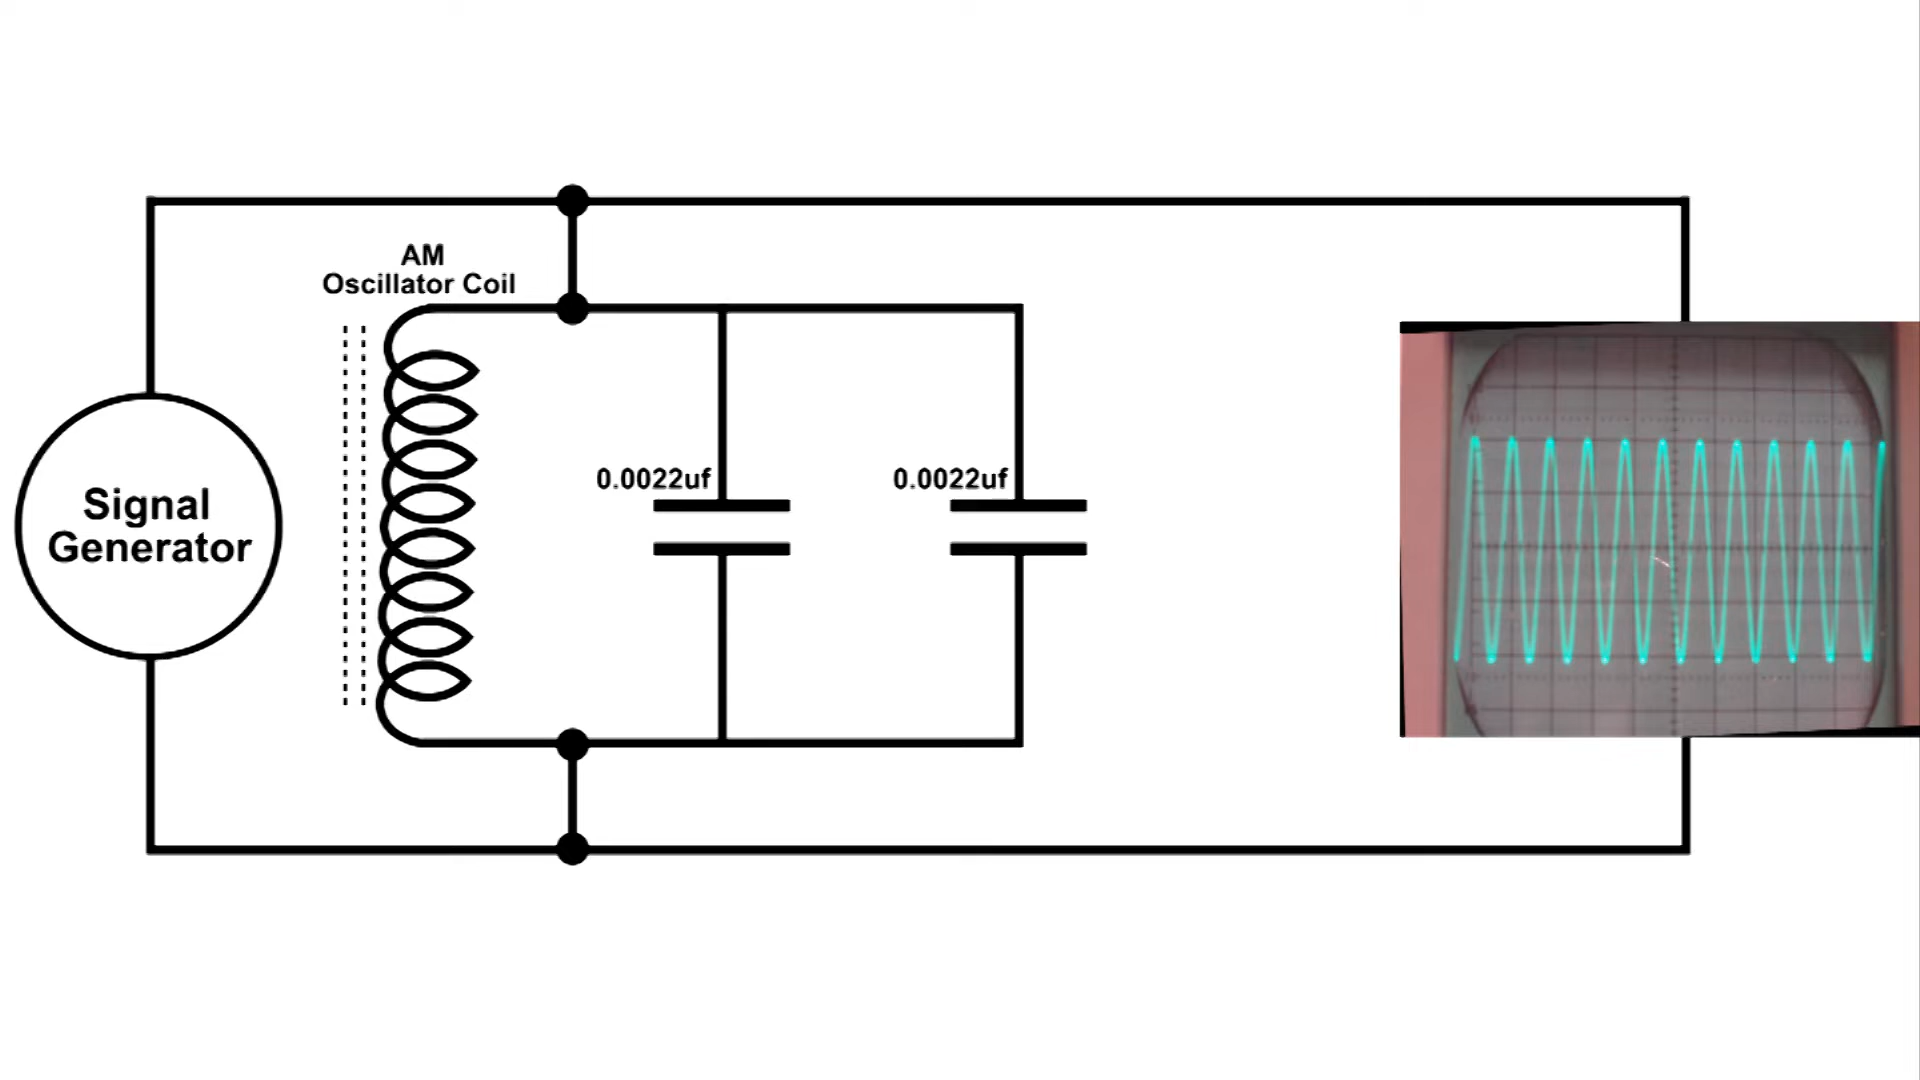 AM
Oscillator Coil
0.0022uf
0.0022uf
Signal
Generator